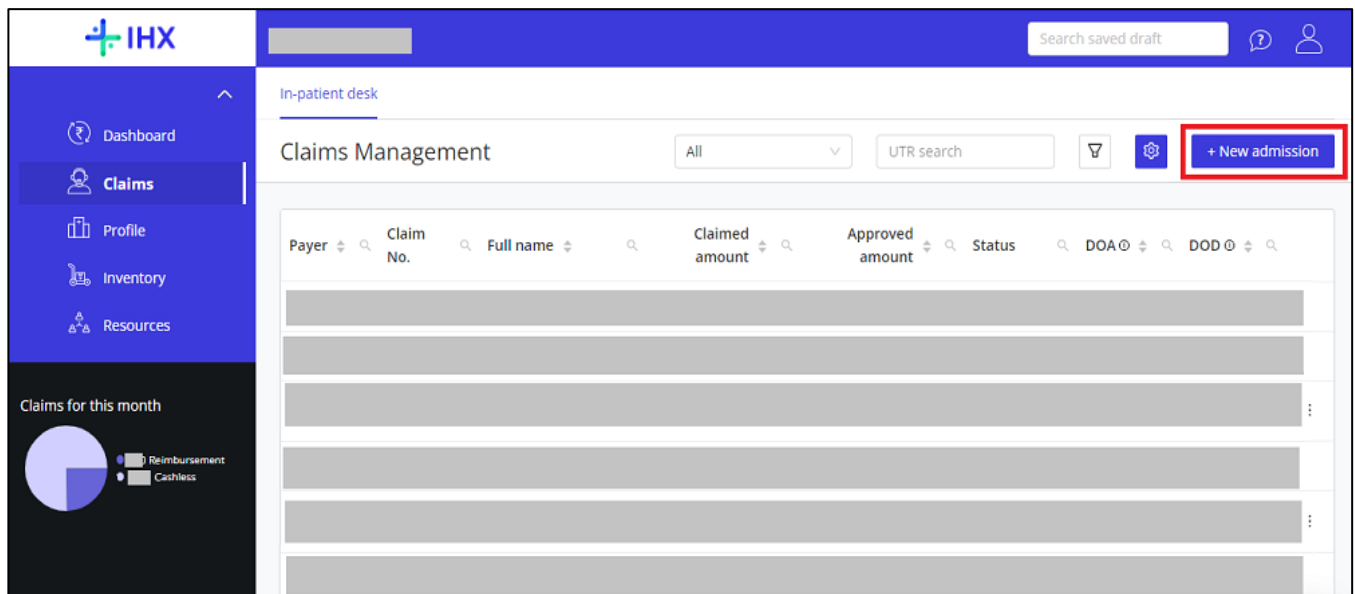 IHX
Search saved draft
Dashboard
Claims
Profile
Inventory
Resources
Claims for this month
Reimbursement
Cashless
In-patient desk
Claims Management
All
UTR search
+ New admission
Payer
Claim
No.
Full name
Claimed
amount
Approved
amount
Status
DOA
DOD